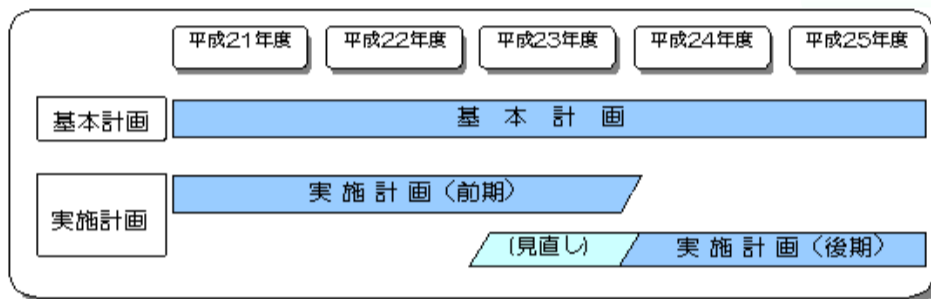 平成21年度 平成22年度 平成23年度 平成24年度 平成25年度
基本計画 基本計画
実施計画（前期）
実施計画
(見直し) 実施計画（後期）